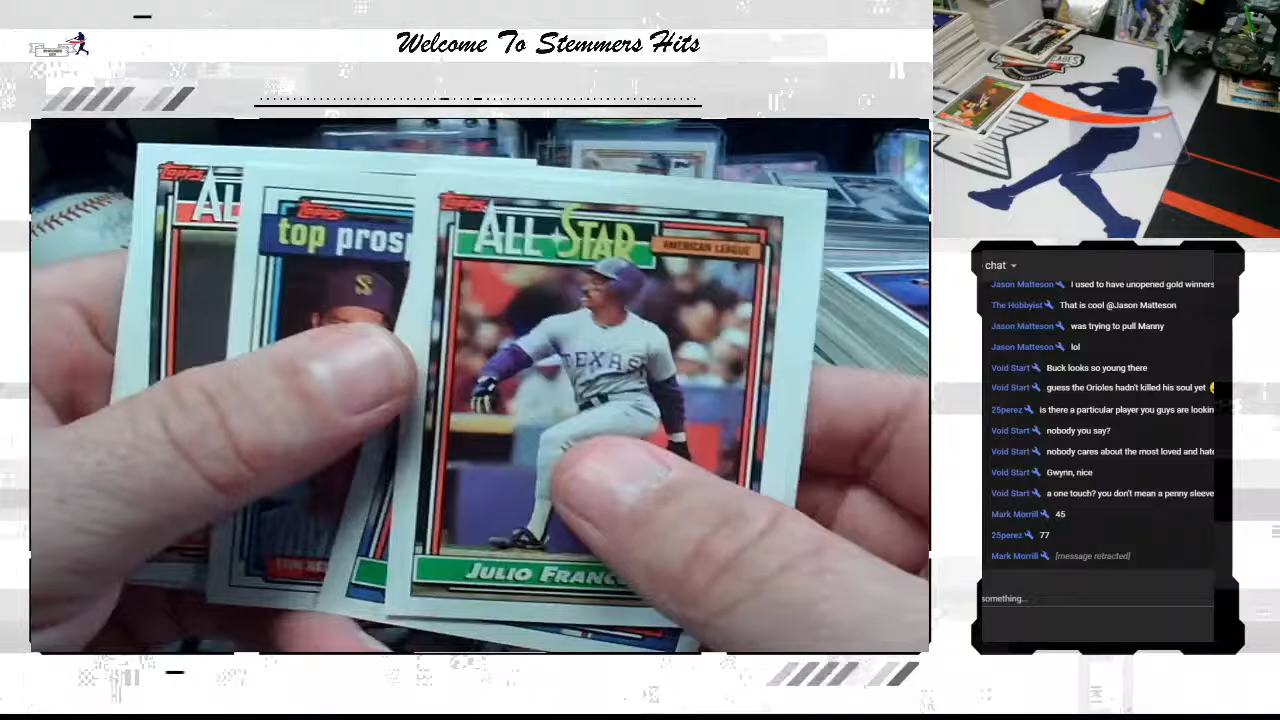 Welcome To Stemmers Hits
Topps
AL
Topps
top prosp
S
Topps
ALL STAR
AMERICAN LEAGUE
TEXAS
JULIO FRANC
chat
Jason Matteson I used to have unopened gold winners
The Hobbyist That is cool @Jason Matteson
Jason Matteson was trying to pull Manny
Jason Matteson lol
Void Start Buck looks so young there
Void Start guess the Orioles hadn't killed his soul yet
25perez is there a particular player you guys are lookin
Void Start nobody you say?
Void Start nobody cares about the most loved and hate
Void Start Gwynn, nice
Void Start a one touch? you don't mean a penny sleeve
Mark Morrill 45
25perez 77
Mark Morrill [message retracted]
something...